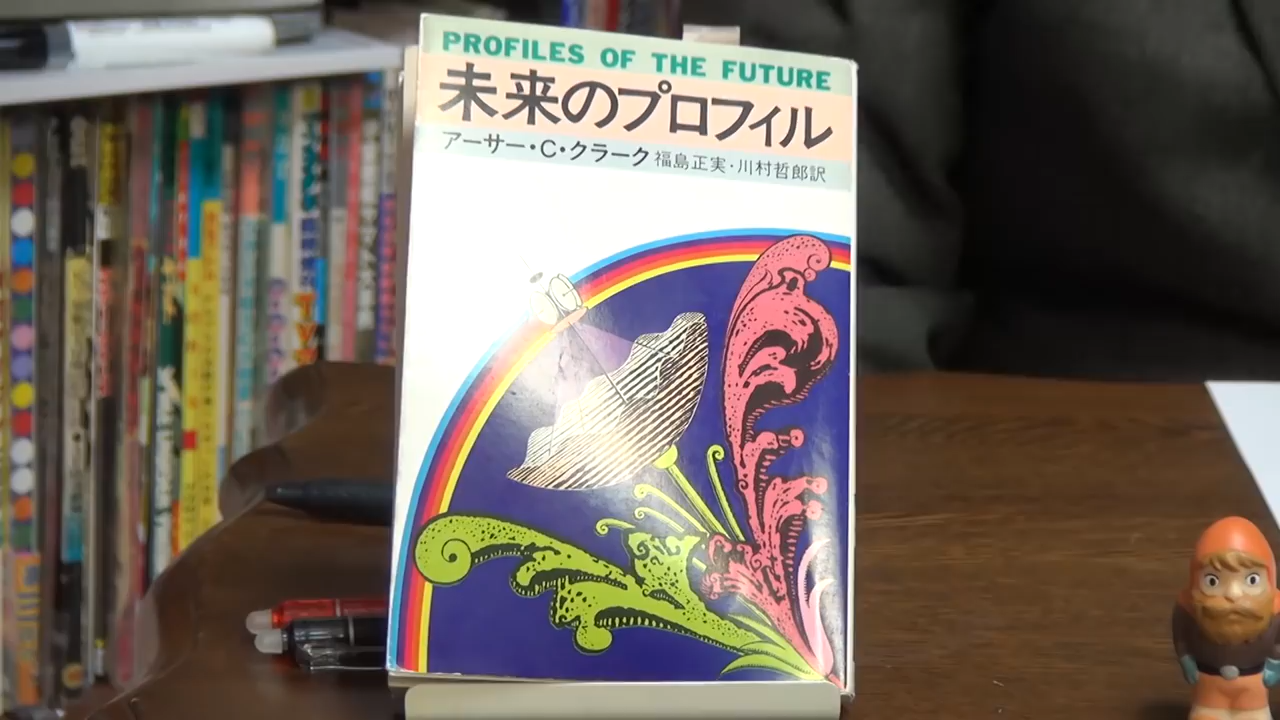 PROFILES OF THE FUTURE
未来のプロフィル
アーサー・C・クラーク 福島正実・川村哲郎訳